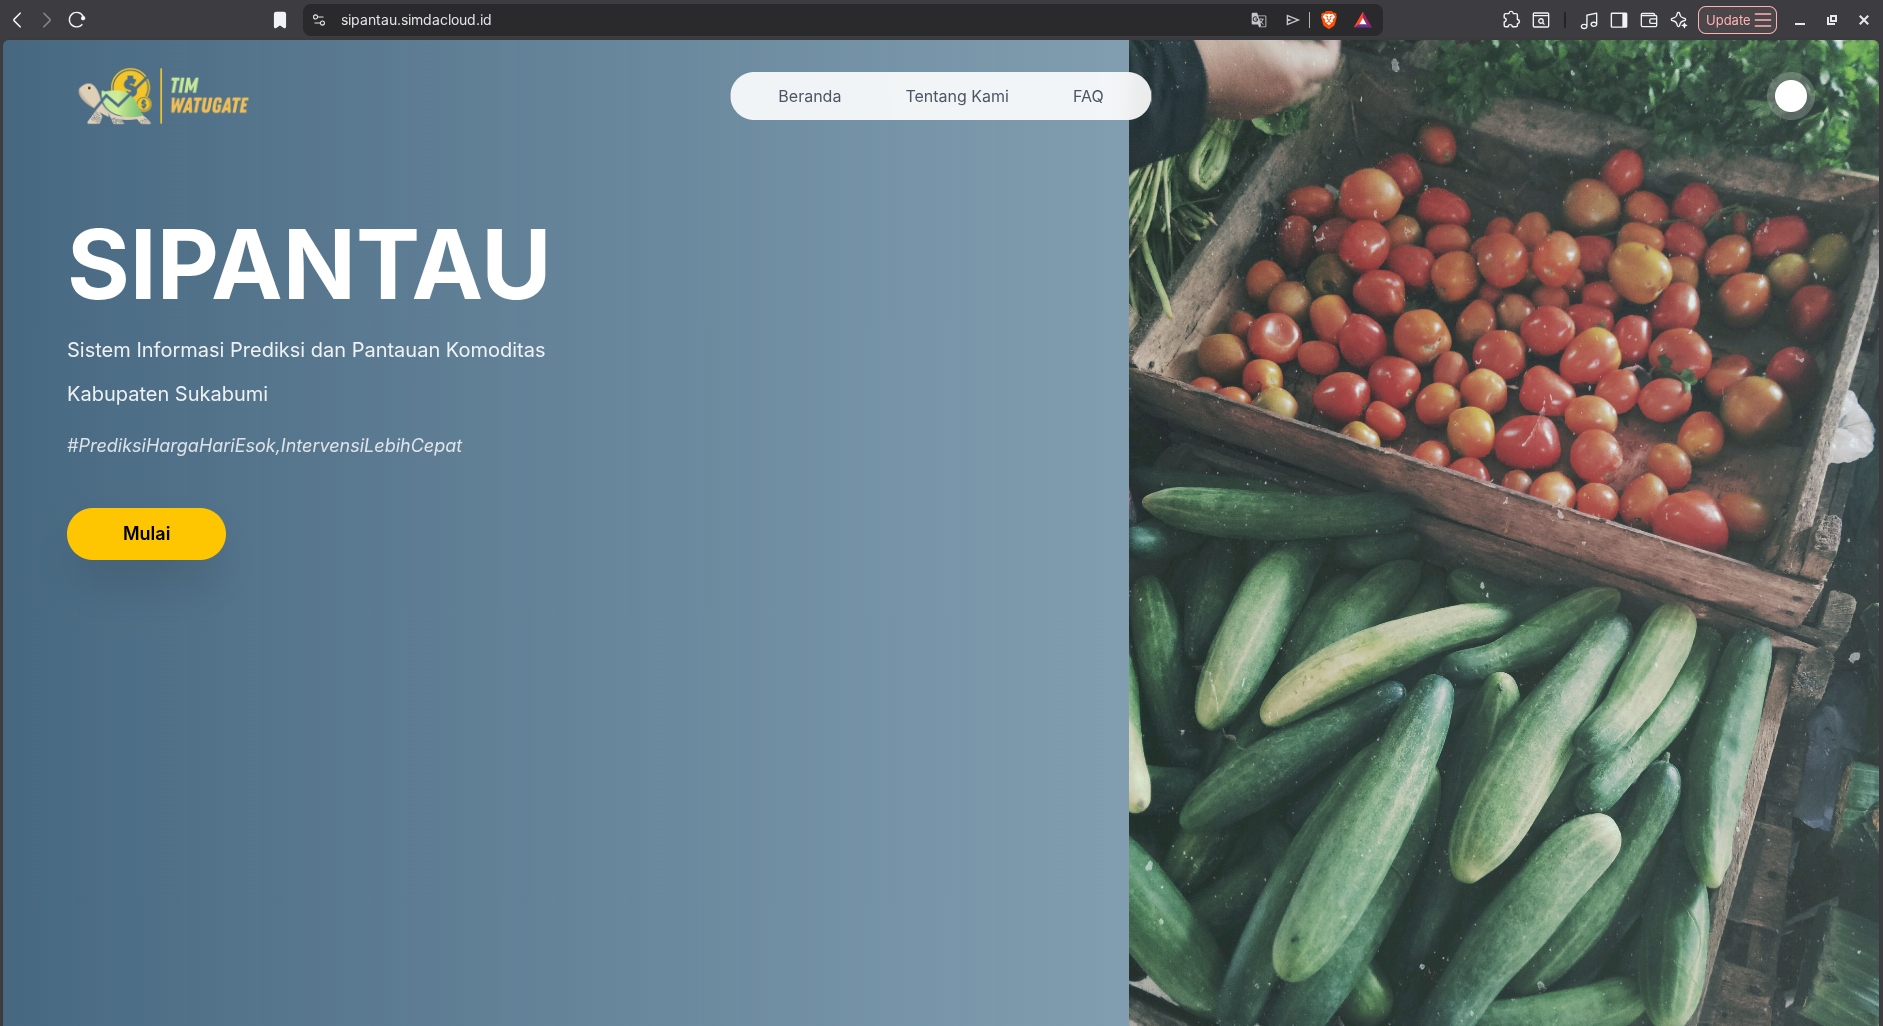 sipantau.simdacloud.id
Update
TIM
WATUGATE
Beranda
Tentang Kami
FAQ
SIPANTAU
Sistem Informasi Prediksi dan Pantauan Komoditas
Kabupaten Sukabumi
#PrediksiHargaHariEsok,IntervensiLebihCepat
Mulai